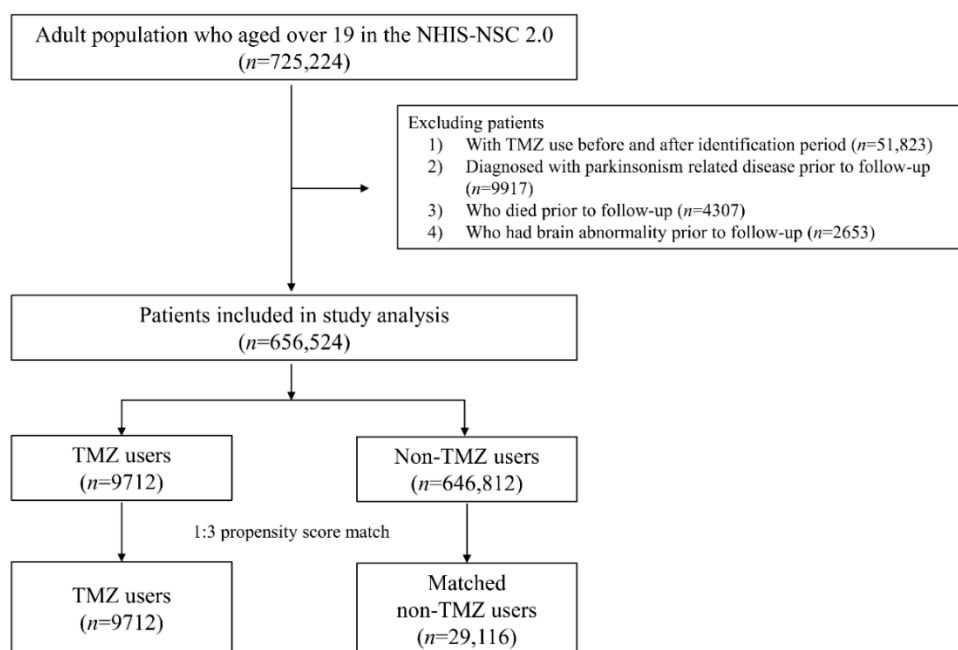 Adult population who aged over 19 in the NHIS-NSC 2.0
(n=725,224)
Excluding patients
1) With TMZ use before and after identification period (n=51,823)
2) Diagnosed with parkinsonism related disease prior to follow-up
(n=9917)
3) Who died prior to follow-up (n=4307)
4) Who had brain abnormality prior to follow-up (n=2653)
Patients included in study analysis
(n=656,524)
TMZ users
(n=9712)
Non-TMZ users
(n=646,812)
1:3 propensity score match
TMZ users
(n=9712)
Matched
non-TMZ users
(n=29,116)